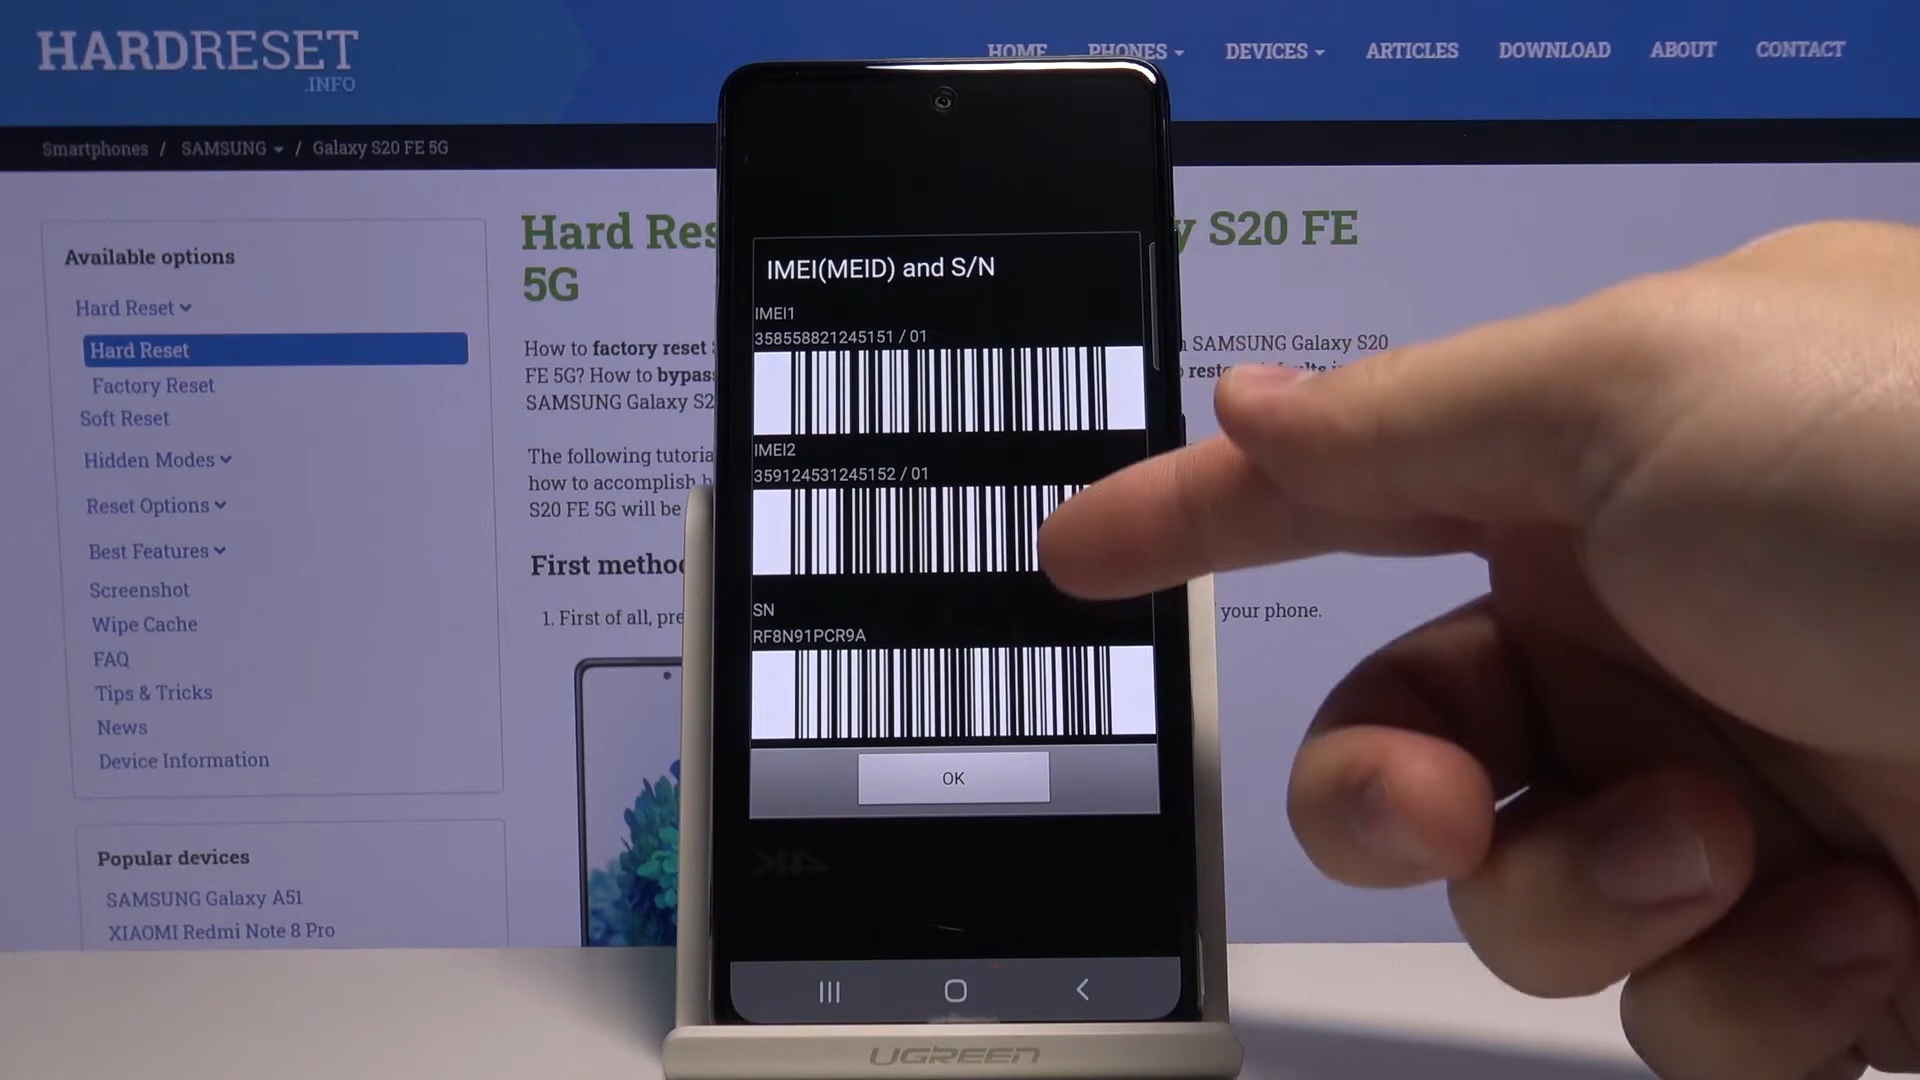 HARDRESET
.INFO
HOME PHONES DEVICES ARTICLES DOWNLOAD ABOUT CONTACT
Smartphones / SAMSUNG / Galaxy S20 FE 5G
Available options
Hard Reset
Hard Reset
Factory Reset
Soft Reset
Hidden Modes
Reset Options
Best Features
Screenshot
Wipe Cache
FAQ
Tips & Tricks
News
Device Information
Popular devices
SAMSUNG Galaxy A51
XIAOMI Redmi Note 8 Pro
Hard Res y S20 FE
5G
How to factory reset SAMSUNG Galaxy S20
FE 5G? How to bypas
SAMSUNG Galaxy S2
The following tutoria
how to accomplish
S20 FE 5G will be
First metho
1. First of all, pre your phone.
IMEI(MEID) and S/N
IMEI1
358558821245151 / 01
IMEI2
359124531245152 / 01
SN
RF8N91PCR9A
OK
4K
UGREEN